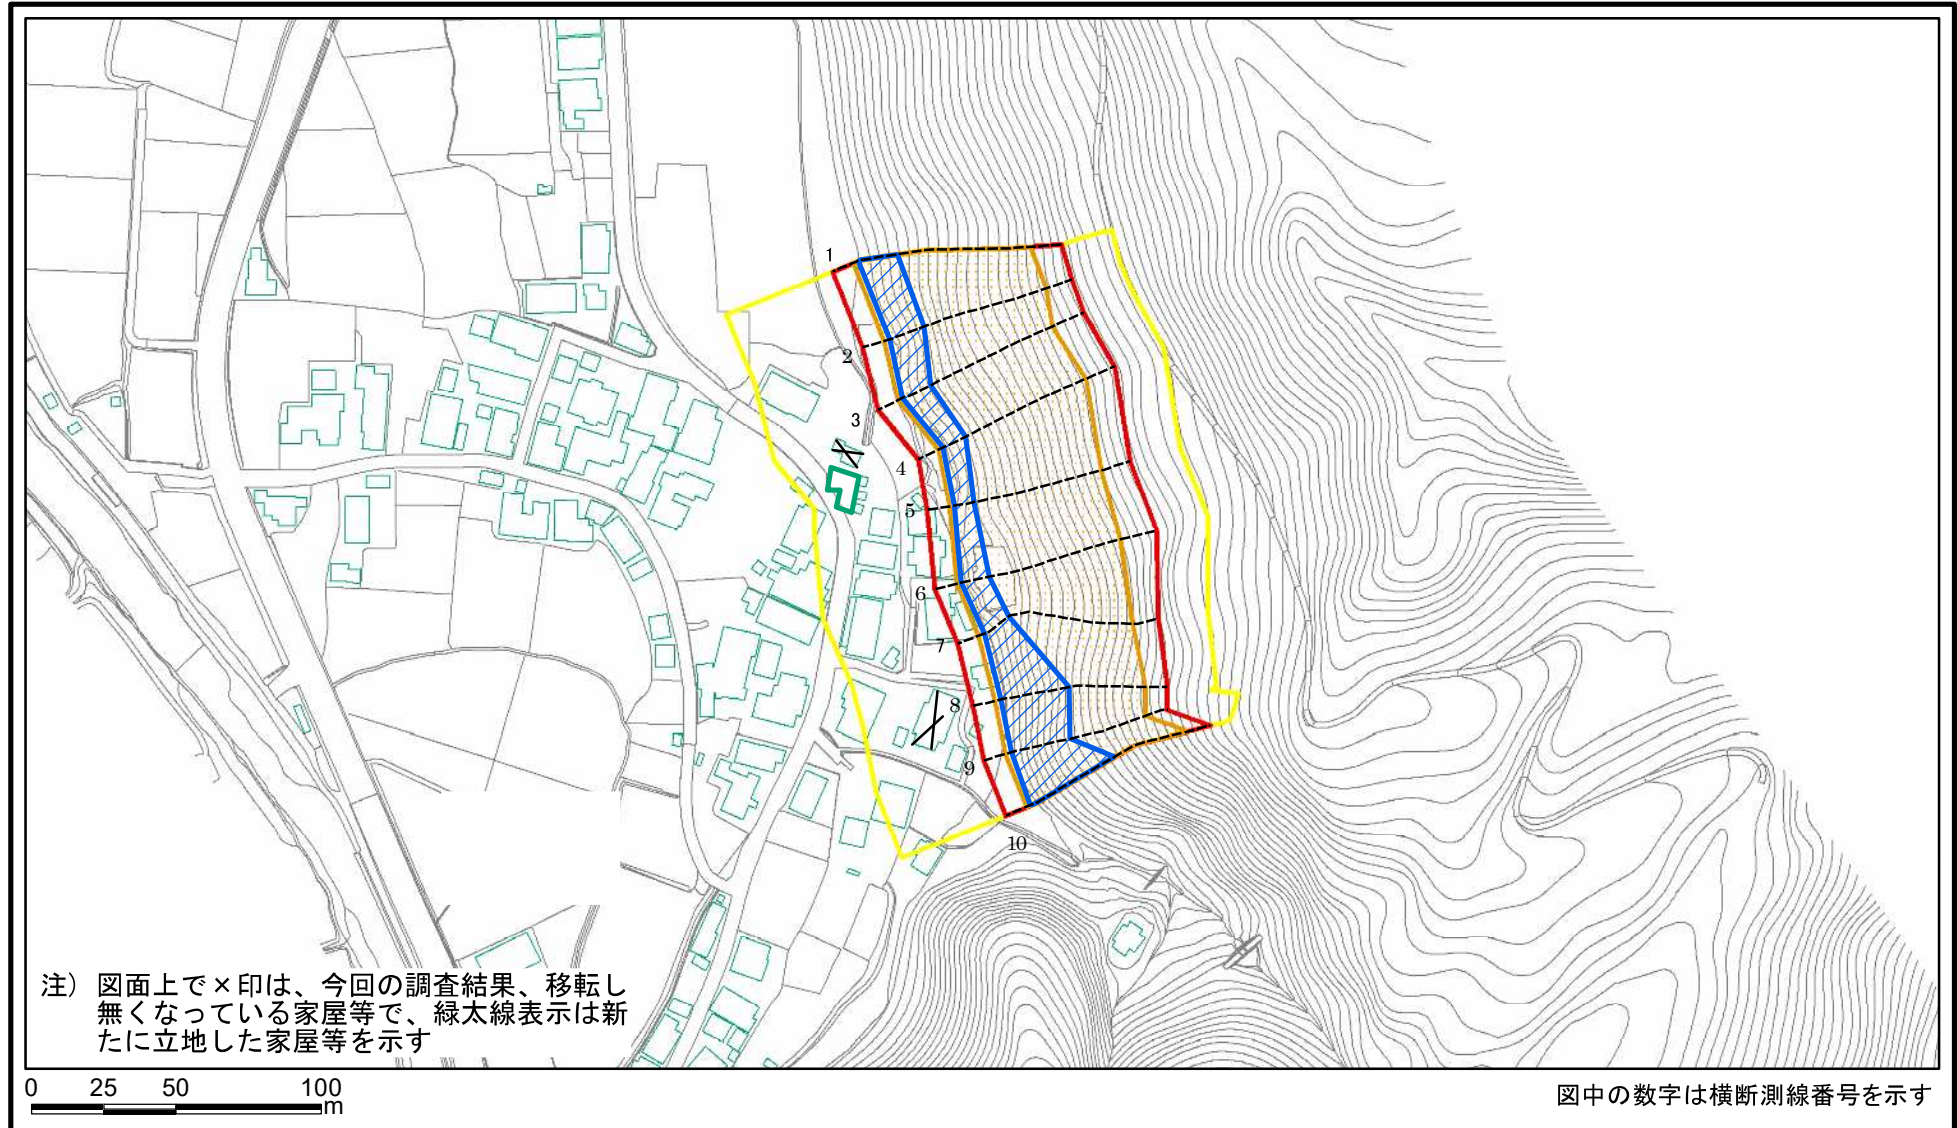 1
2
3
4
5
6
7
8
9
10
注) 図面上で×印は、今回の調査結果、移転し
無くなっている家屋等で、緑太線表示は新
たに立地した家屋等を示す
0 25 50 100
m
図中の数字は横断測線番号を示す